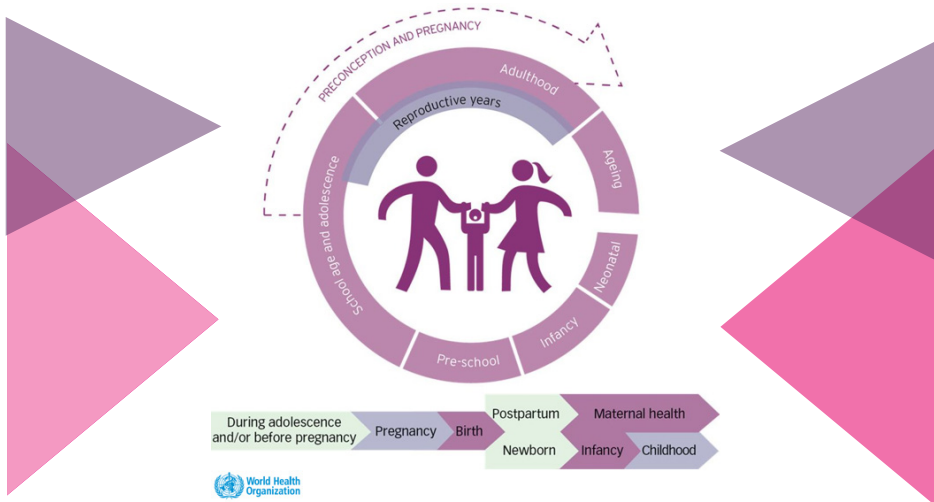 PRECONCEPTION AND PREGNANCY
Adulthood
Reproductive years
Ageing
School age and adolescence
Neonatal
Infancy
Pre-school
During adolescence
and/or before pregnancy
Pregnancy
Birth
Postpartum
Maternal health
Newborn
Infancy
Childhood
World Health
Organization